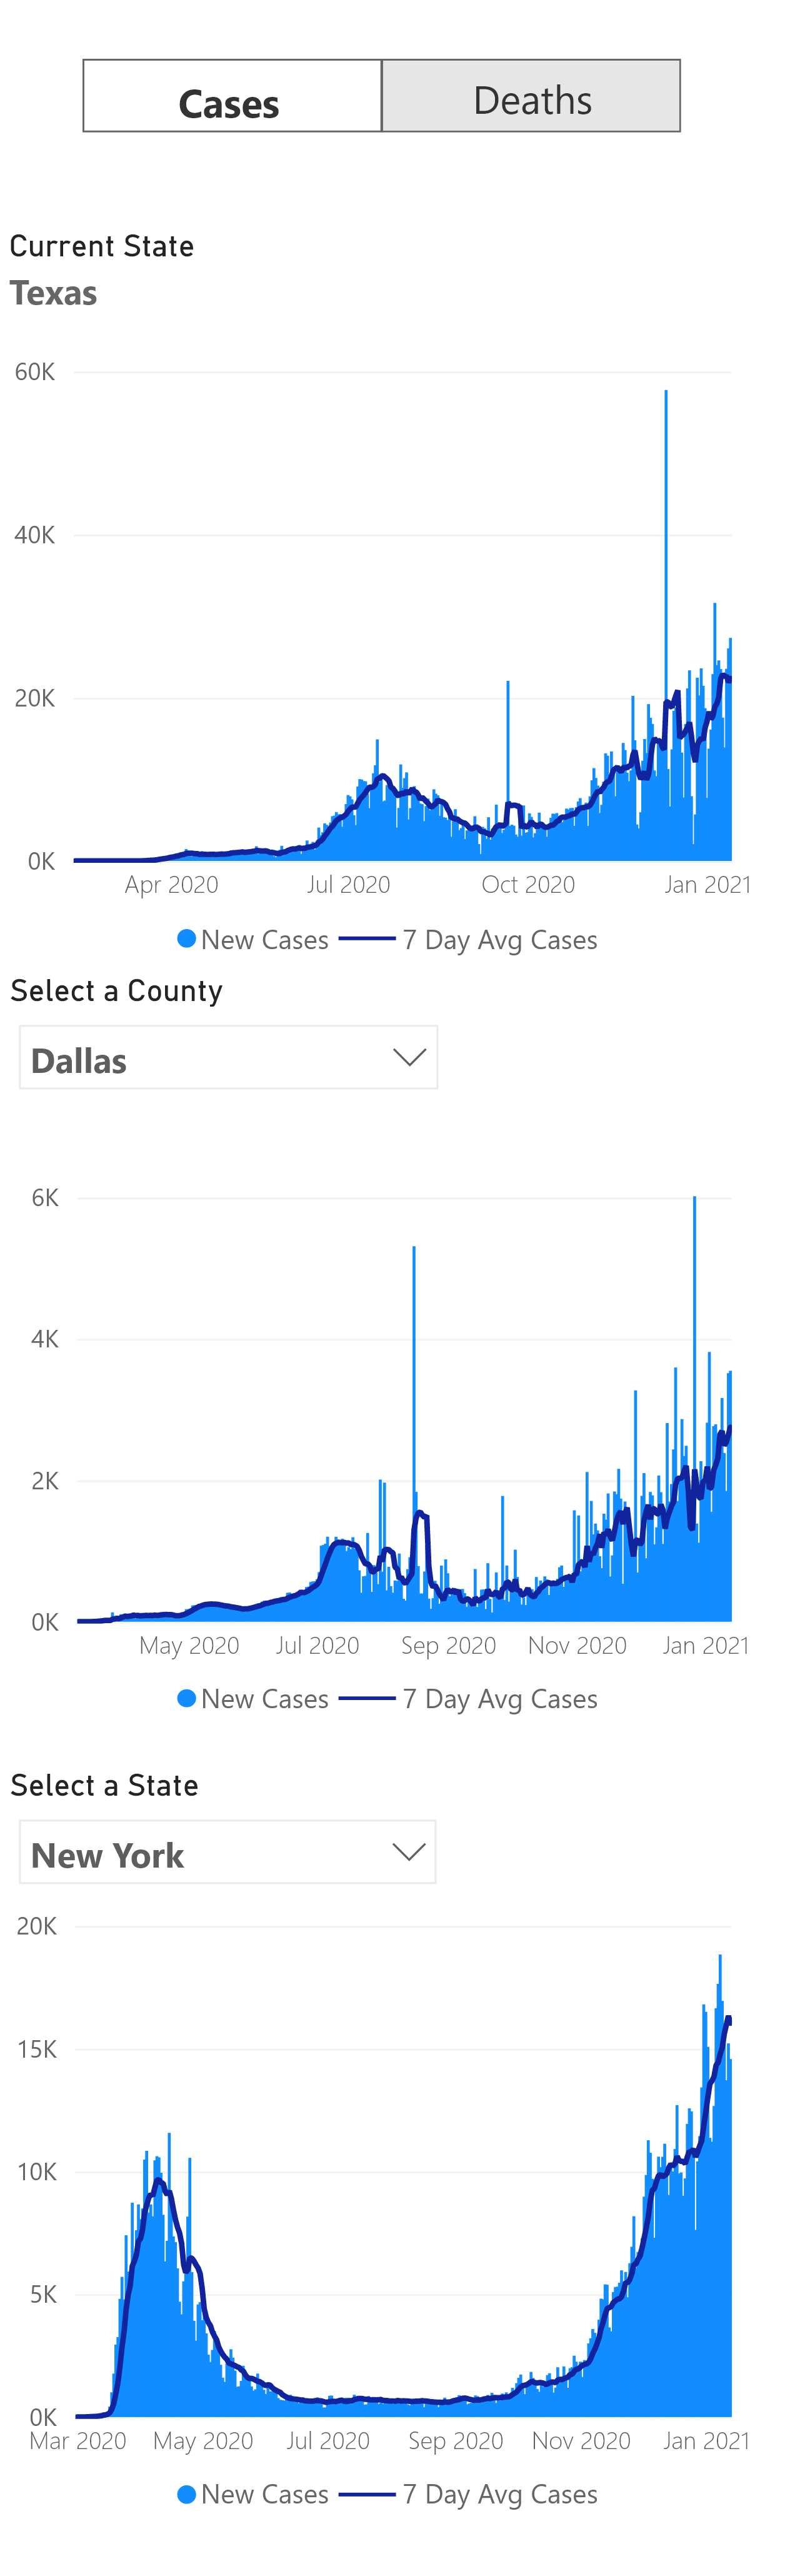 Cases Deaths
Current State
Texas
60K
40K
20K
0K
Apr 2020 Jul 2020 Oct 2020 Jan 2021
New Cases 7 Day Avg Cases
Select a County
Dallas
6K
4K
2K
0K
May 2020 Jul 2020 Sep 2020 Nov 2020 Jan 2021
New Cases 7 Day Avg Cases
Select a State
New York
20K
15K
10K
5K
0K
Mar 2020 May 2020 Jul 2020 Sep 2020 Nov 2020 Jan 2021
New Cases 7 Day Avg Cases